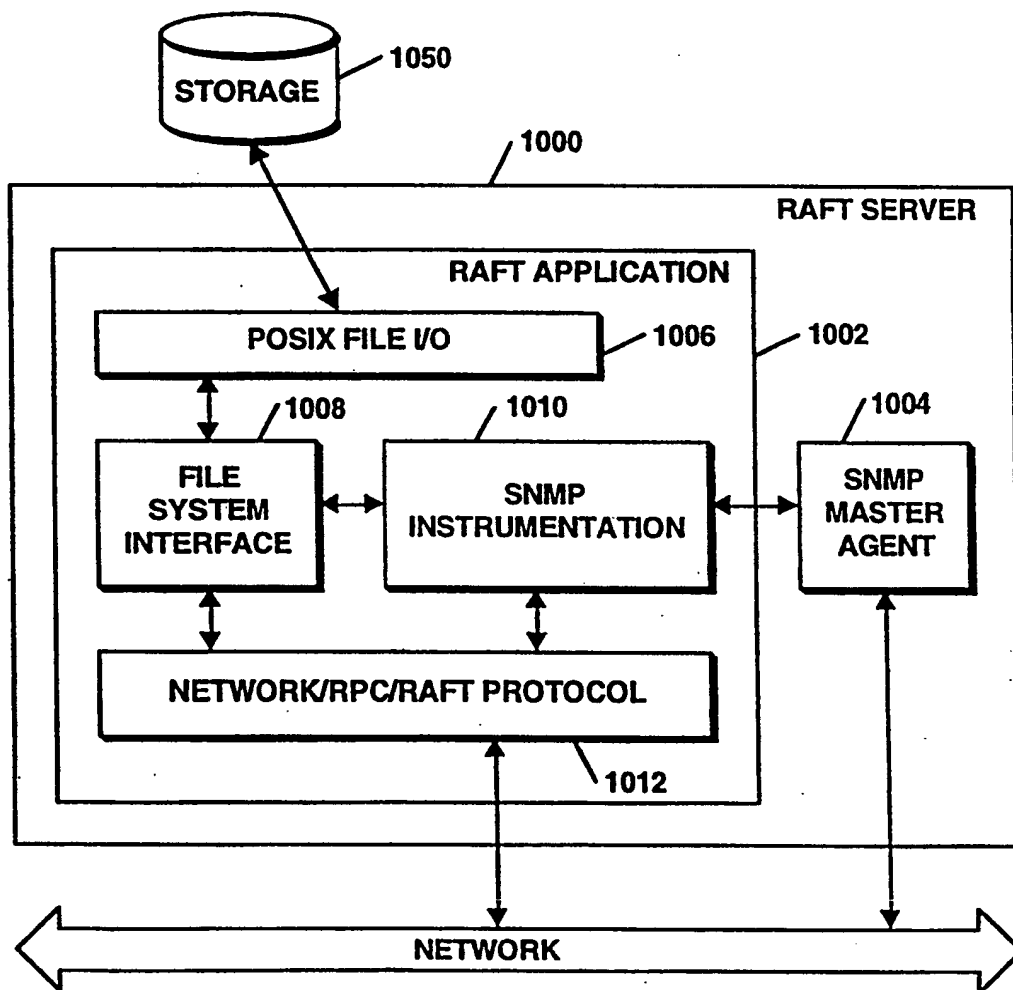 STORAGE
1050
1000
RAFT SERVER
RAFT APPLICATION
POSIX FILE I/O
1006
1002
1008
1010
1004
FILE
SYSTEM
INTERFACE
SNMP
INSTRUMENTATION
SNMP
MASTER
AGENT
NETWORK/RPC/RAFT PROTOCOL
1012
NETWORK